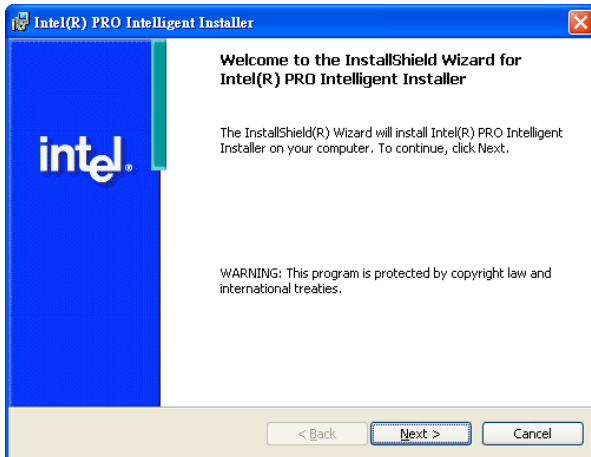 Intel(R) PRO Intelligent Installer
Welcome to the InstallShield Wizard for
Intel(R) PRO Intelligent Installer
The InstallShield(R) Wizard will install Intel(R) PRO Intelligent
Installer on your computer. To continue, click Next.
intel®
WARNING: This program is protected by copyright law and
international treaties.
< Back
Next >
Cancel